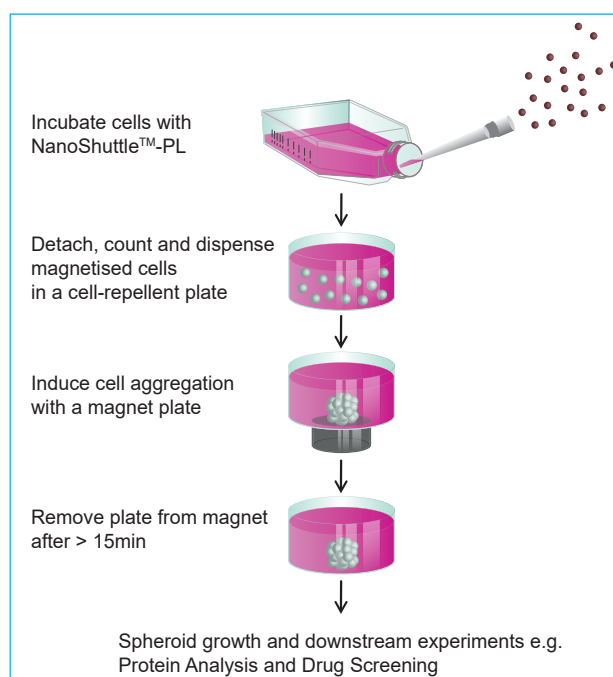 Incubate cells with
NanoShuttle™-PL
Detach, count and dispense
magnetised cells
in a cell-repellent plate
Induce cell aggregation
with a magnet plate
Remove plate from magnet
after > 15min
Spheroid growth and downstream experiments e.g.
Protein Analysis and Drug Screening